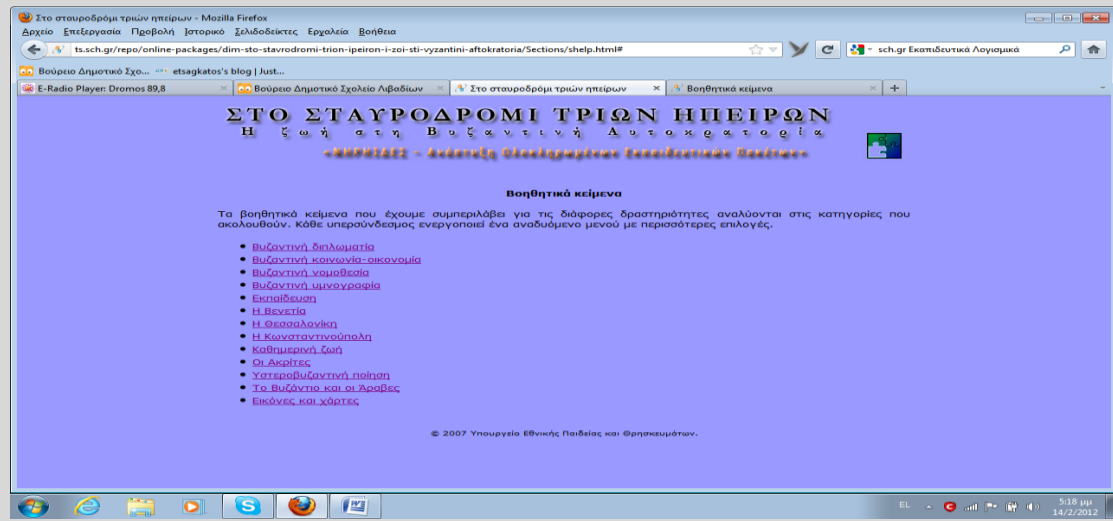 Στο σταυροδρόμι τριών ηπείρων - Mozilla Firefox
Αρχείο Επεξεργασία Προβολή Ιστορικό Σελιδοδείκτες Εργαλεία Βοήθεια
ts.sch.gr/repo/online-packages/dim-sto-stavrodromi-trion-ipeiron-i-zoi-sti-vyzantini-aftokratoria/Sections/shelp.html#
sch.gr Εκπαιδευτικά Λογισμικά
Βούρειο Δημοτικό Σχο... etsagkatos's blog | Just...
E-Radio Player: Dromos 89,8 Βούρειο Δημοτικό Σχολείο Λιβαδίων Στο σταυροδρόμι τριών ηπείρων Βοηθητικά κείμενα
ΣΤΟ ΣΤΑΥΡΟΔΡΟΜΙ ΤΡΙΩΝ ΗΠΕΙΡΩΝ
Η ζωή στη Βυζαντινή Αυτοκρατορία
«ΝΗΡΗΙΔΕΣ - Ανάπτυξη Ολοκληρωμένων Εκπαιδευτικών Πακέτων»
Βοηθητικά κείμενα
Τα βοηθητικά κείμενα που έχουμε συμπεριλάβει για τις διάφορες δραστηριότητες αναλύονται στις κατηγορίες που
ακολουθούν. Κάθε υπερσύνδεσμος ενεργοποιεί ένα αναδυόμενο μενού με περισσότερες επιλογές.
Βυζαντινή διπλωματία
Βυζαντινή κοινωνία-οικονομία
Βυζαντινή νομοθεσία
Βυζαντινή υμνογραφία
Εκπαίδευση
Η Βενετία
Η Θεσσαλονίκη
Η Κωνσταντινούπολη
Καθημερινή ζωή
Οι Ακρίτες
Υστεροβυζαντινή ποίηση
Το Βυζάντιο και οι Άραβες
Εικόνες και χάρτες
© 2007 Υπουργείο Εθνικής Παιδείας και Θρησκευμάτων.
EL
5:18 μμ
14/2/2012